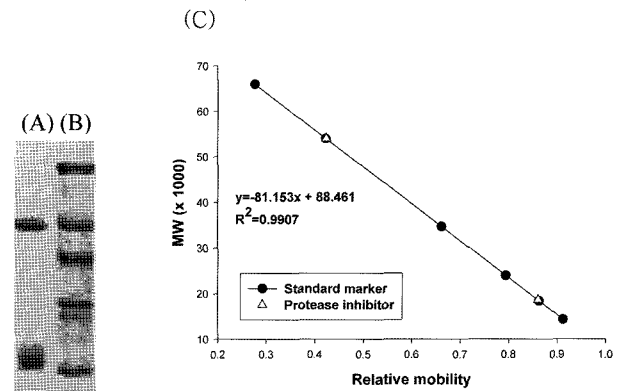 (C)
(A) (B)
70
60
50
40
30
20
10
MW (x 1000)
y=-81.153x + 88.461
R2=0.9907
Standard marker
Protease inhibitor
0.2 0.3 0.4 0.5 0.6 0.7 0.8 0.9 1.0
Relative mobility